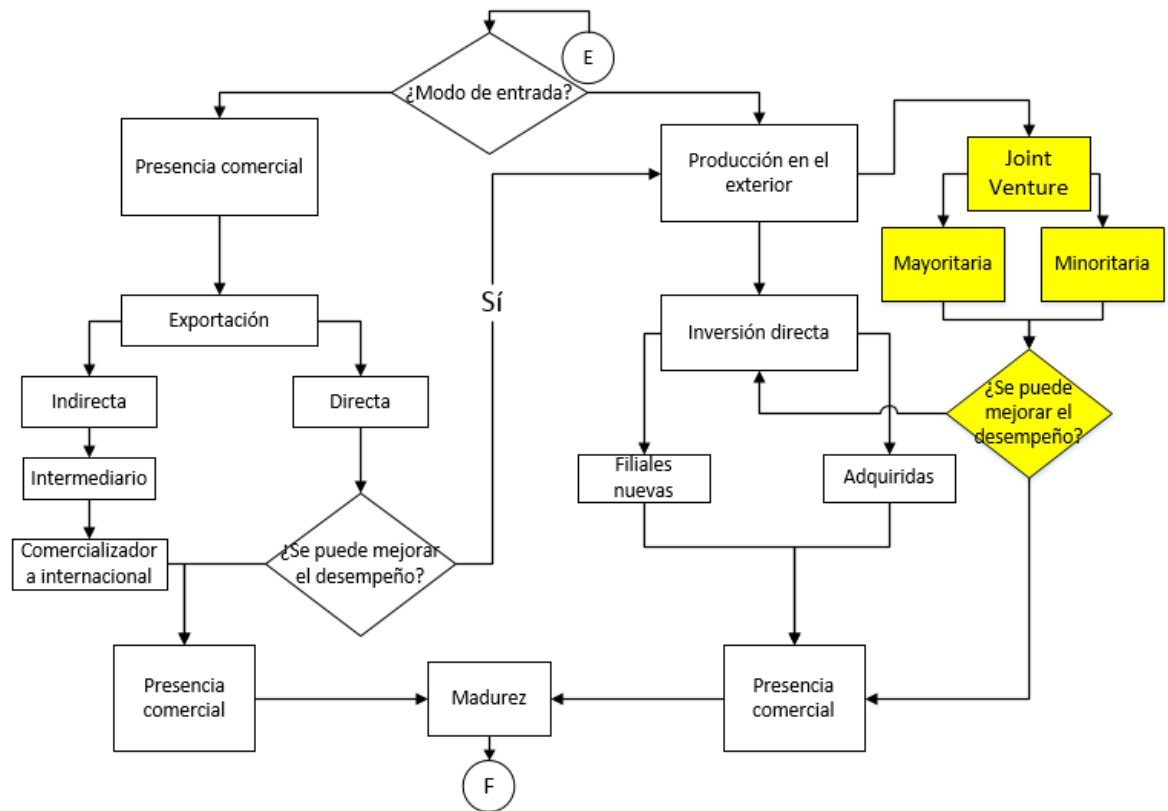 E
¿Modo de entrada?
Presencia comercial
Producción en el
exterior
Joint
Venture
Mayoritaria
Minoritaria
Exportación
Sí
Inversión directa
Indirecta
Directa
¿Se puede
mejorar el
desempeño?
Intermediario
Filiales
nuevas
Adquiridas
Comercializador
a internacional
¿Se puede mejorar
el desempeño?
Presencia
comercial
Madurez
Presencia
comercial
F